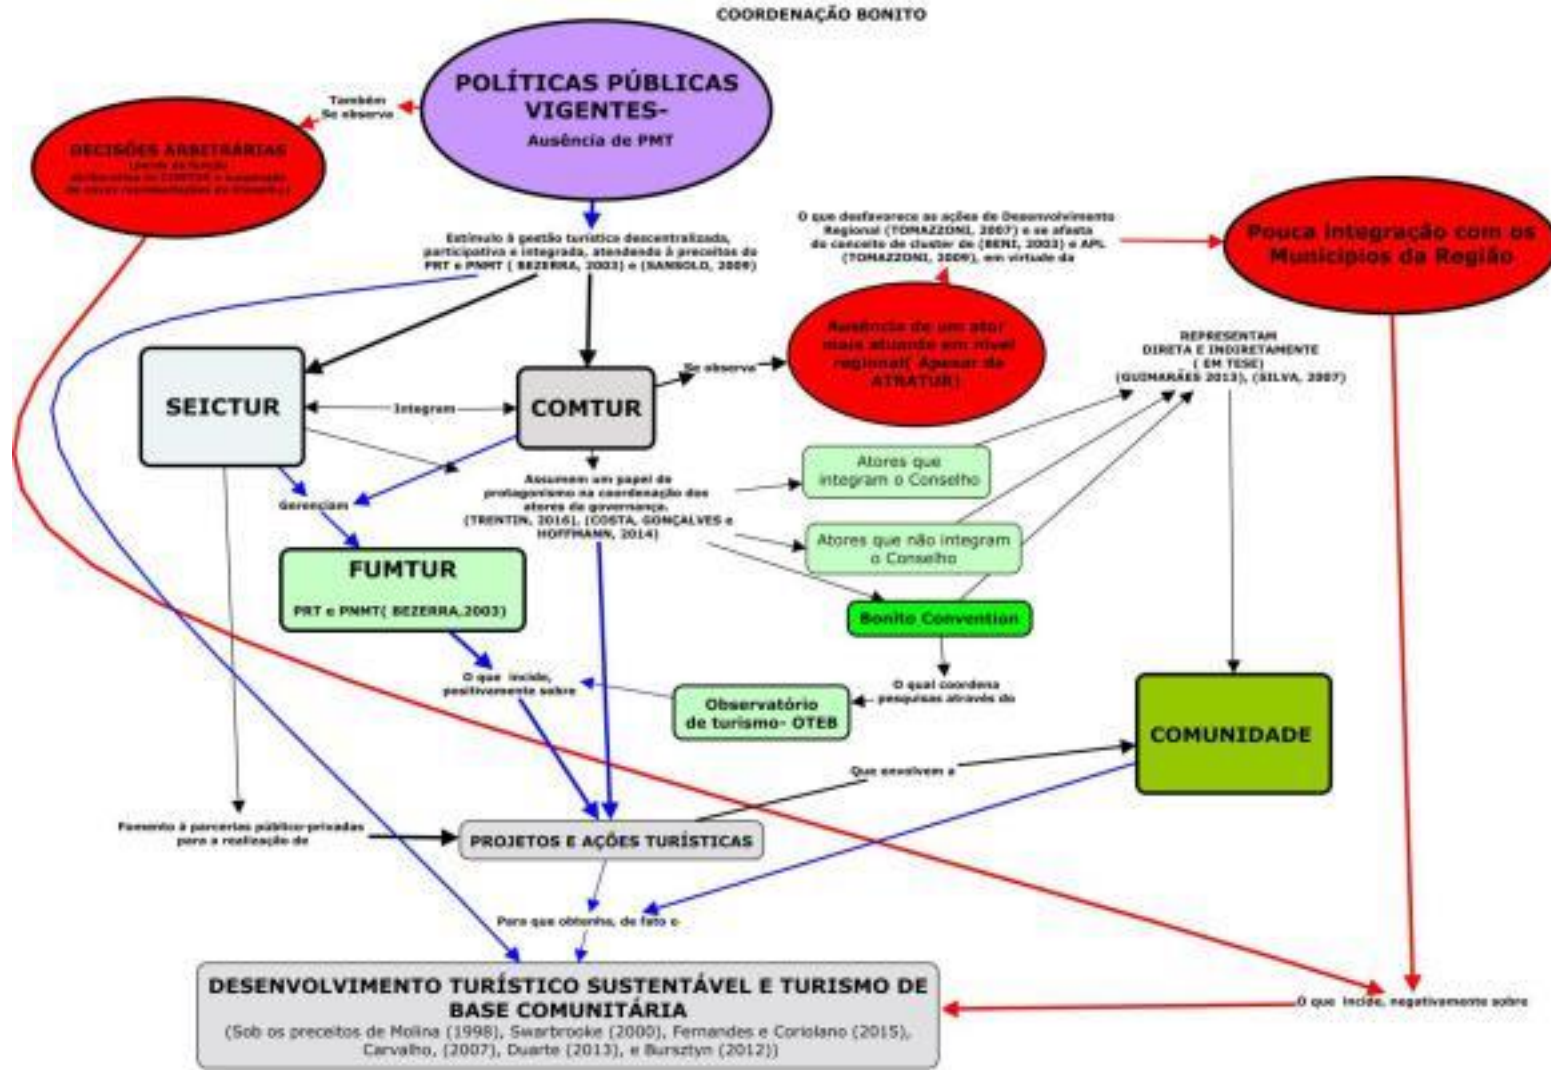 COORDENAÇÃO BONITO
POLÍTICAS PÚBLICAS
VIGENTES-
Ausência de PMT
Também
Se observa
DECISÕES ARBITRÁRIAS
Estímulo à gestão turística descentralizada,
participativa e integrada, atendendo à preceitos do
PRT e PNMT ( BEZERRA, 2003) e (SANSOLO, 2009)
O que desfavorece as ações de Desenvolvimento
Regional (TOMAZZONI, 2007) e se afasta
do conceito de cluster de (BENI, 2003) e APL
(TOMAZZONI, 2009), em virtude da
Pouca integração com os
Municípios da Região
Ausência de um ator
mais atuando em nível
regional( Apesar da
ATRATUR)
REPRESENTAM
DIRETA E INDIRETAMENTE
( EM TESE)
(GUIMARÃES 2013), (SILVA, 2007)
SEICTUR
Integram
COMTUR
Se observa
Atores que
integram o Conselho
Assumem um papel de
protagonismo na coordenação dos
atores da governança.
(TRENTIN, 2016), (COSTA, GONÇALVES e
HOFFMANN, 2014)
Gerenciam
Atores que não integram
o Conselho
FUMTUR
PRT e PNMT( BEZERRA,2003)
Bonito Convention
O que incide,
positivamente sobre
O qual coordena
pesquisas através do
Observatório
de turismo- OTEB
COMUNIDADE
Que envolvem a
Fomento à parcerias público-privadas
para a realização de
PROJETOS E AÇÕES TURÍSTICAS
Para que obtenha, de fato o
DESENVOLVIMENTO TURÍSTICO SUSTENTÁVEL E TURISMO DE
BASE COMUNITÁRIA
(Sob os preceitos de Molina (1998), Swarbrooke (2000), Fernandes e Coriolano (2015),
Carvalho, (2007), Duarte (2013), e Bursztyn (2012))
O que incide, negativamente sobre